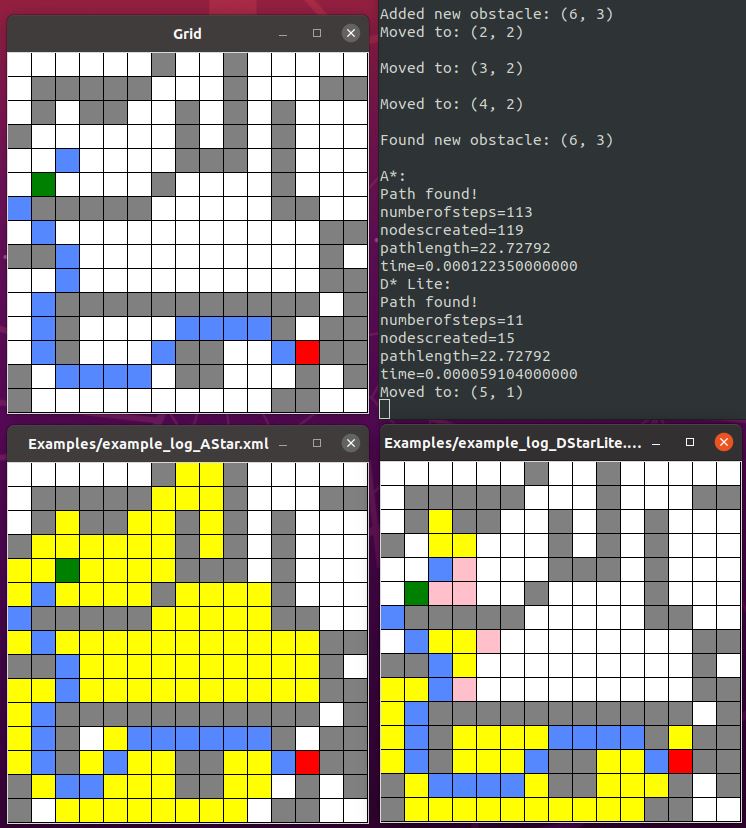 Grid
Added new obstacle: (6, 3)
Moved to: (2, 2)
Moved to: (3, 2)
Moved to: (4, 2)
Found new obstacle: (6, 3)
A*:
Path found!
numberofsteps=113
nodescreated=119
pathlength=22.72792
time=0.000122350000000
D* Lite:
Path found!
numberofsteps=11
nodescreated=15
pathlength=22.72792
time=0.000059104000000
Moved to: (5, 1)
Examples/example_log_AStar.xml
Examples/example_log_DStarLite....